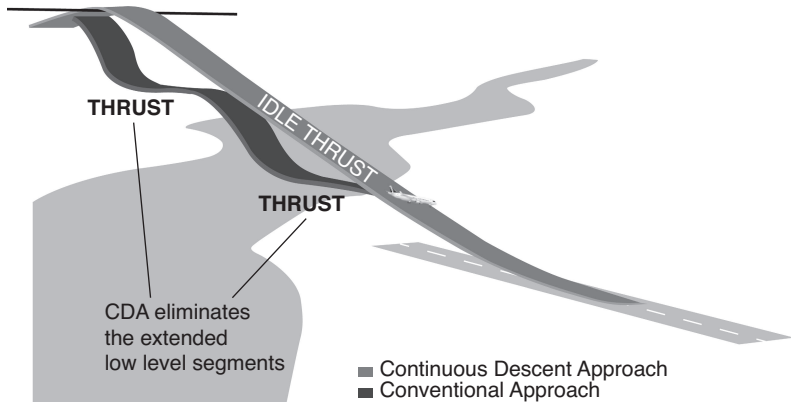 THRUST
IDLE THRUST
THRUST
CDA eliminates
the extended
low level segments
Continuous Descent Approach
Conventional Approach